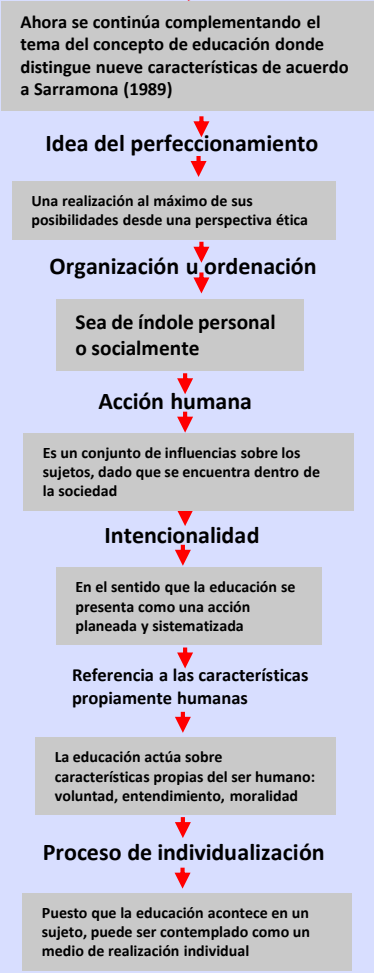 Ahora se continúa complementando el
tema del concepto de educación donde
distingue nueve características de acuerdo
a Sarramona (1989)
Idea del perfeccionamiento
Una realización al máximo de sus
posibilidades desde una perspectiva ética
Organización u ordenación
Sea de índole personal
o socialmente
Acción humana
Es un conjunto de influencias sobre los
sujetos, dado que se encuentra dentro de
la sociedad
Intencionalidad
En el sentido que la educación se
presenta como una acción
planeada y sistematizada
Referencia a las características
propiamente humanas
La educación actúa sobre
características propias del ser humano:
voluntad, entendimiento, moralidad
Proceso de individualización
Puesto que la educación acontece en un
sujeto, puede ser contemplado como un
medio de realización individual